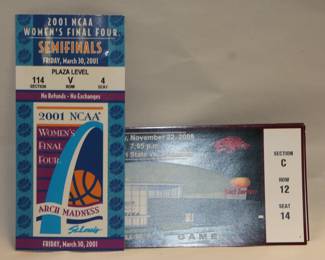 2001 NCAA
WOMEN'S FINAL FOUR
SEMIFINALS
FRIDAY, March 30, 2001
PLAZA LEVEL
114 V 4
SECTION ROW SEAT
No Refunds - No Exchanges
2001 NCAA
WOMEN'S
FINAL
FOUR
ARCH MADNESS
St. Louis
FRIDAY, March 30, 2001
November 22, 2006
7:05 p.m.
State
GAME
SECTION
C
ROW
12
SEAT
14